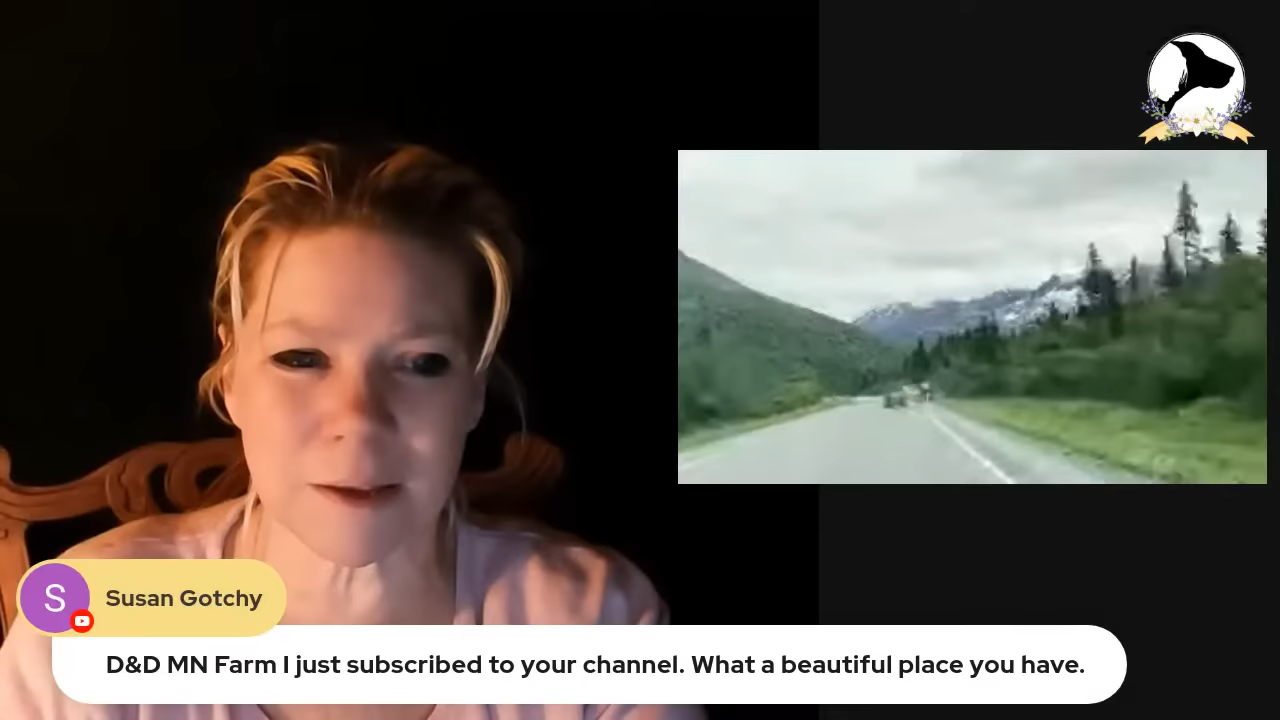 S
Susan Gotchy
D&D MN Farm I just subscribed to your channel. What a beautiful place you have.